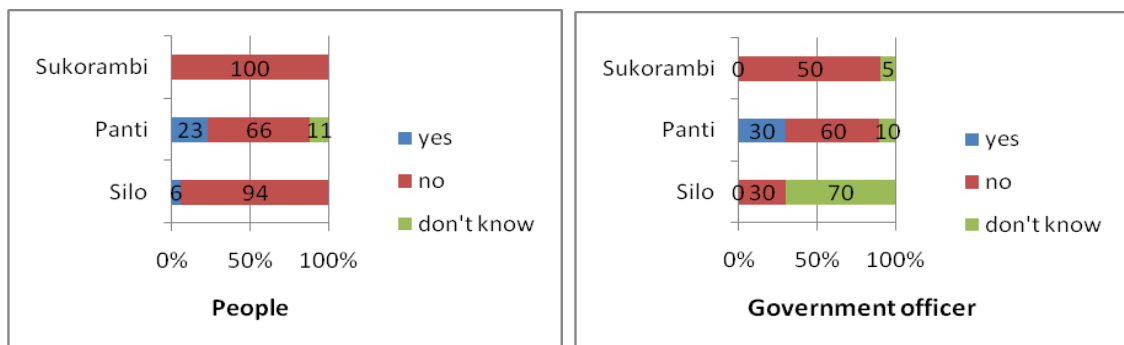 Sukorambi
100
Panti
23 66 11
Silo
6 94
0% 50% 100%
yes
no
don't know
People
Sukorambi
0 50 5
Panti
30 60 10
Silo
0 30 70
0% 50% 100%
yes
no
don't know
Government officer